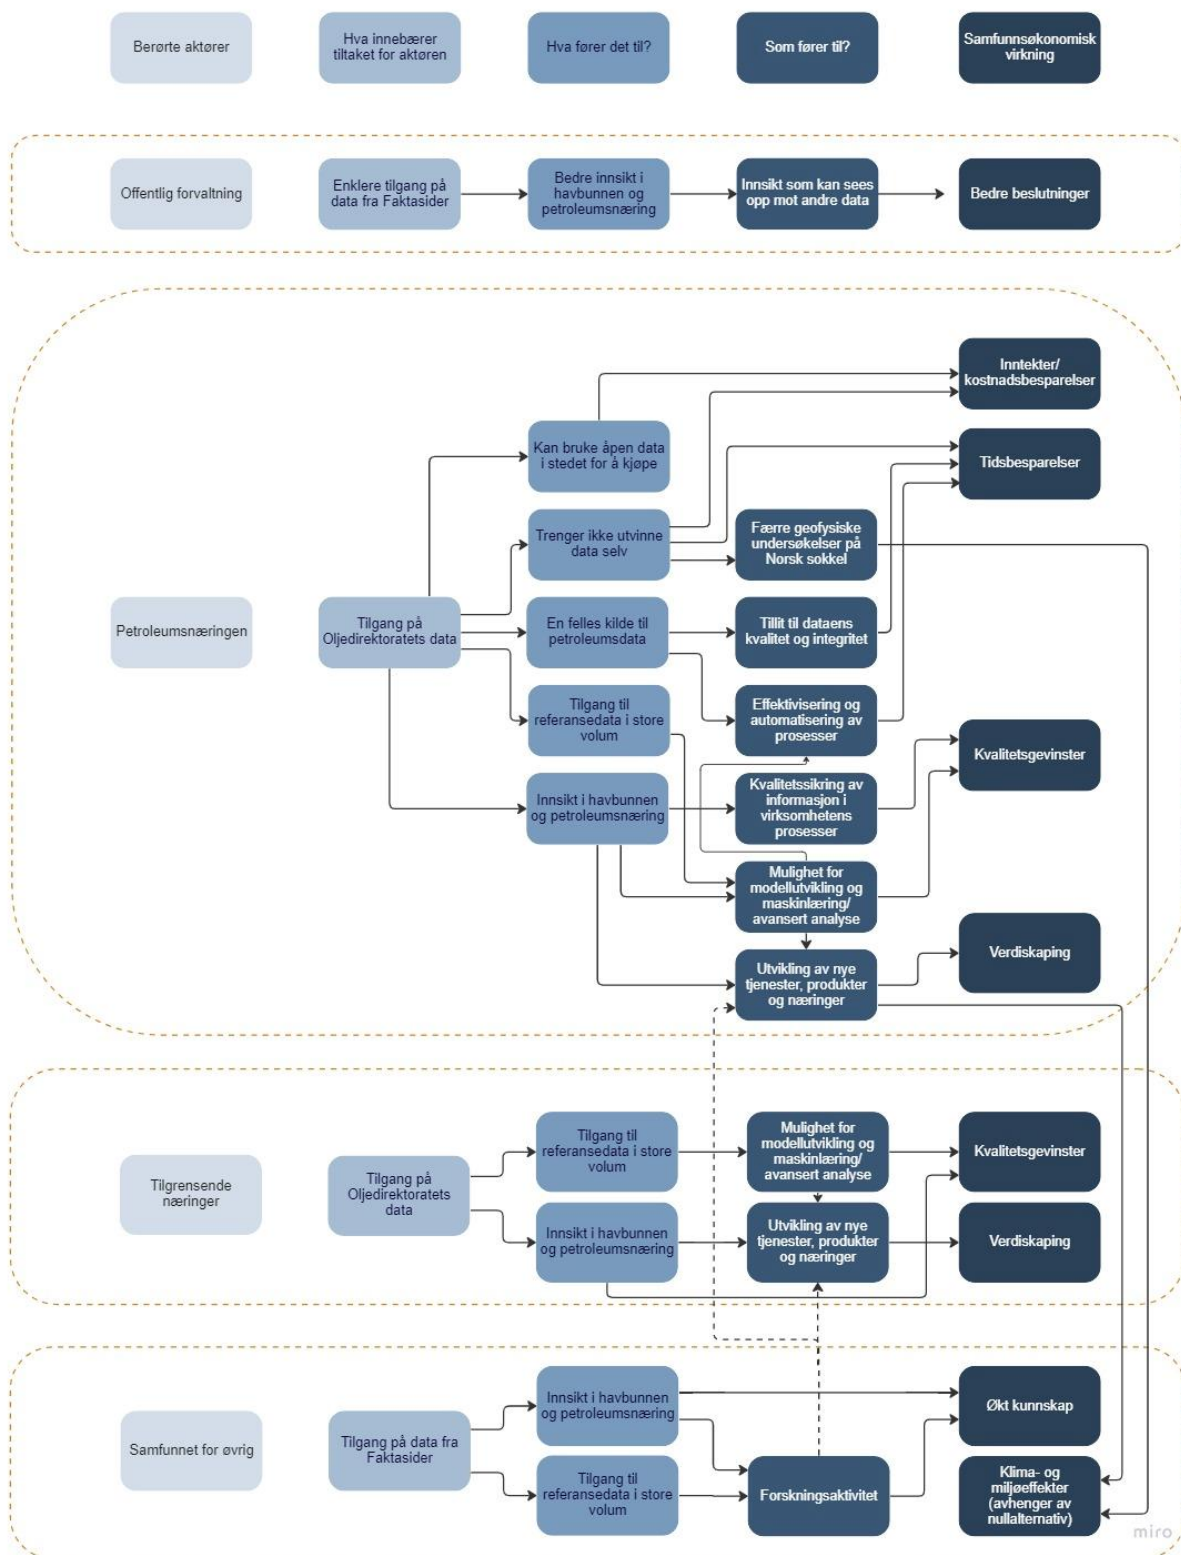 Berørte aktører
Hva innebærer
tiltaket for aktøren
Hva fører det til?
Som fører til?
Samfunnsøkonomisk
virkning
Offentlig forvaltning
Enklere tilgang på
data fra Faktasider
Bedre innsikt i
havbunnen og
petroleumsnæring
Innsikt som kan sees
opp mot andre data
Bedre beslutninger
Petroleumsnæringen
Tilgang på
Oljedirektoratets data
Kan bruke åpen data
i stedet for å kjøpe
Trenger ikke utvinne
data selv
En felles kilde til
petroleumsdata
Tilgang til
referansedata i store
volum
Innsikt i havbunnen
og petroleumsnæring
Færre geofysiske
undersøkelser på
Norsk sokkel
Tillit til dataens
kvalitet og integritet
Effektivisering og
automatisering av
prosesser
Kvalitetssikring av
informasjon i
virksomhetens
prosesser
Mulighet for
modellutvikling og
maskinlæring/
avansert analyse
Utvikling av nye
tjenester, produkter
og næringer
Inntekter/
kostnadsbesparelser
Tidsbesparelser
Kvalitetsgevinster
Verdiskaping
Tilgrensende
næringer
Tilgang på
Oljedirektoratets
data
Tilgang til
referansedata i store
volum
Innsikt i havbunnen
og petroleumsnæring
Mulighet for
modellutvikling og
maskinlæring/
avansert analyse
Utvikling av nye
tjenester, produkter
og næringer
Kvalitetsgevinster
Verdiskaping
Samfunnet for øvrig
Tilgang på data fra
Faktasider
Innsikt i havbunnen
og petroleumsnæring
Tilgang til
referansedata i store
volum
Forskningsaktivitet
Økt kunnskap
Klima- og
miljøeffekter
(avhenger av
nullalternativ)
miro